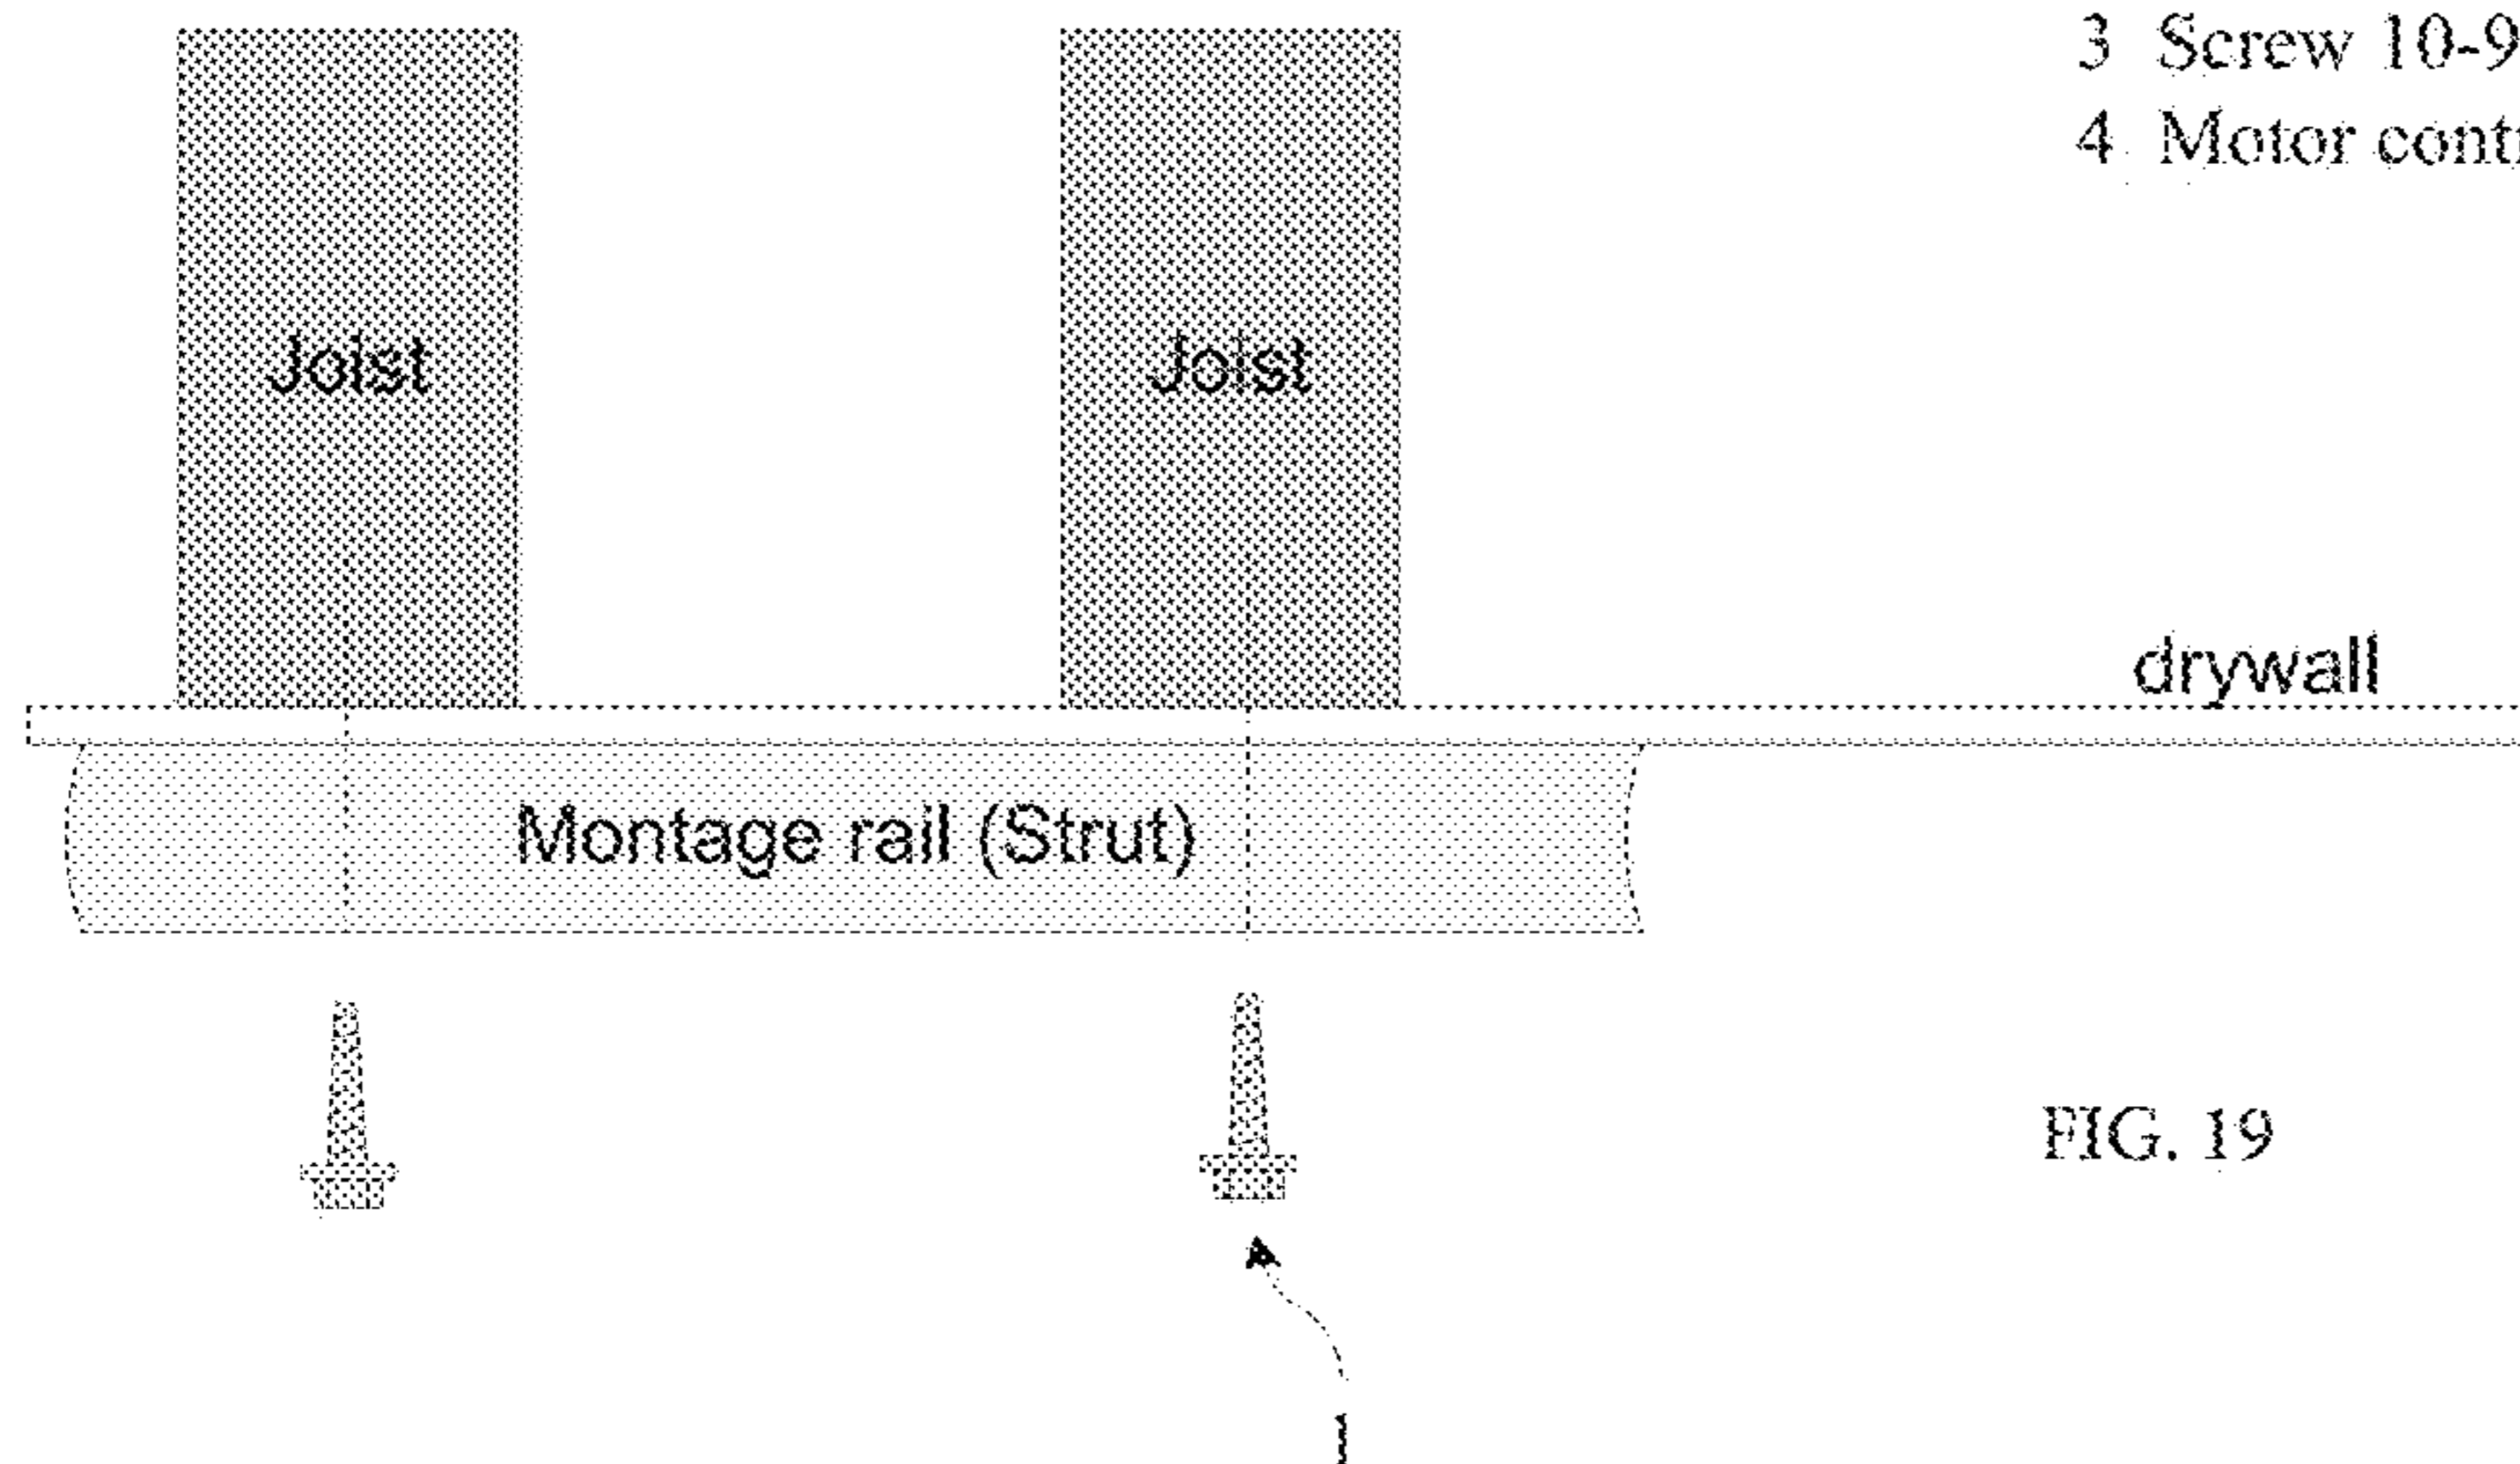 3 Screw 10-9
4 Motor cont
Joist
Joist
drywall
Montage rail (Strut)
FIG. 19
1